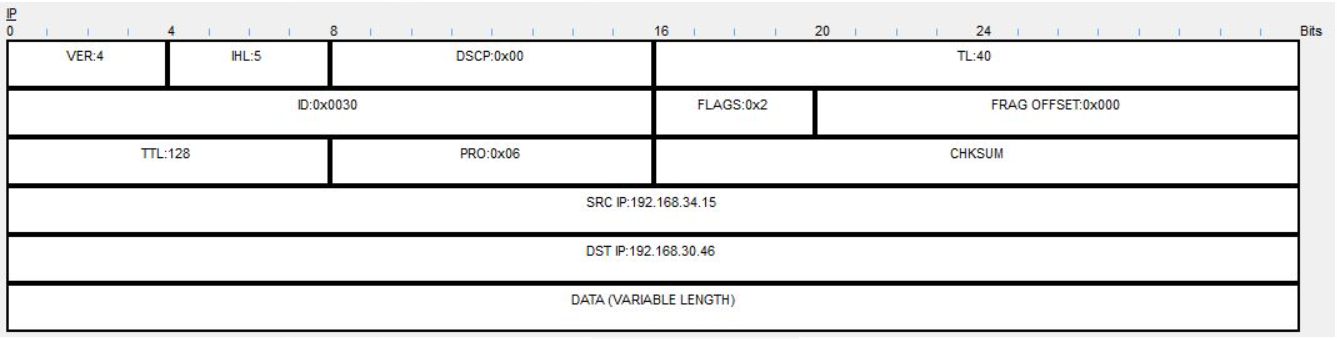 IP
0 4 8 16 20 24 Bits
VER:4 IHL:5 DSCP:0x00 TL:40
ID:0x0030 FLAGS:0x2 FRAG OFFSET:0x000
TTL:128 PRO:0x06 CHKSUM
SRC IP:192.168.34.15
DST IP:192.168.30.46
DATA (VARIABLE LENGTH)